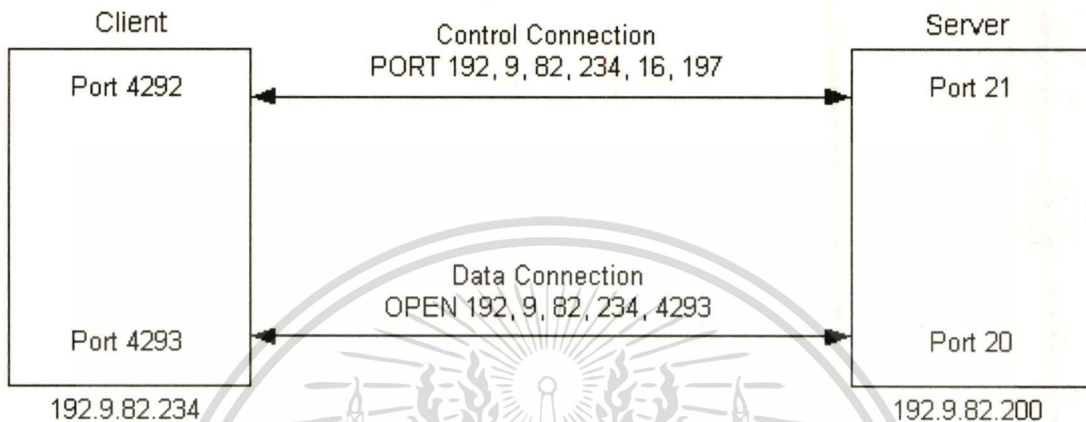 Client
Server
Control Connection
PORT 192, 9, 82, 234, 16, 197
Port 4292
Port 21
Data Connection
OPEN 192, 9, 82, 234, 4293
Port 4293
Port 20
192.9.82.234
192.9.82.200